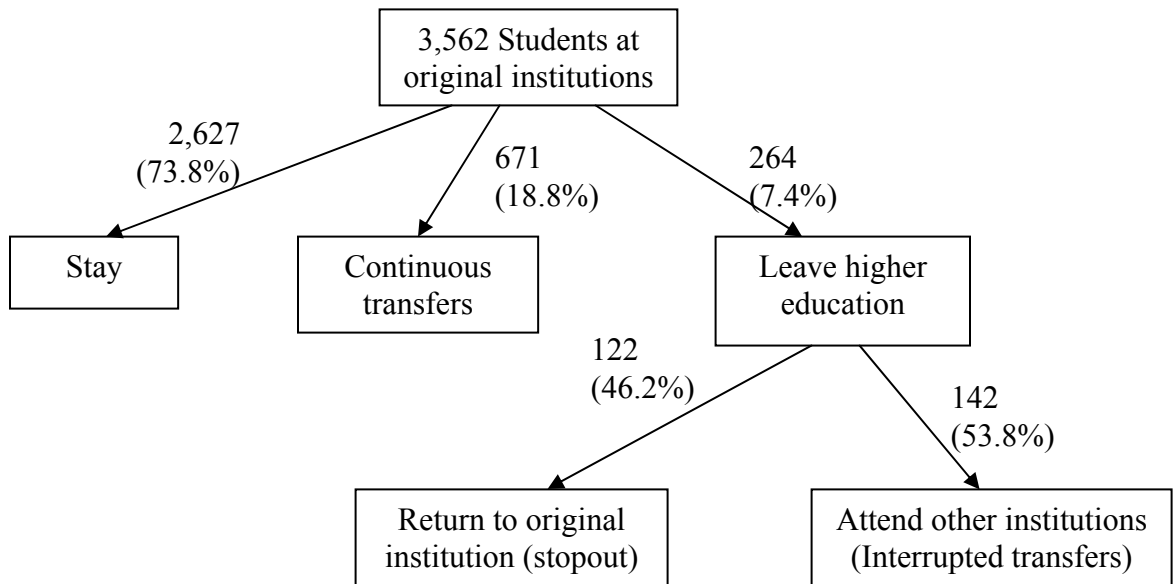 3,562 Students at
original institutions
2,627
(73.8%)
671
(18.8%)
264
(7.4%)
Stay
Continuous
transfers
Leave higher
education
122
(46.2%)
142
(53.8%)
Return to original
institution (stopout)
Attend other institutions
(Interrupted transfers)